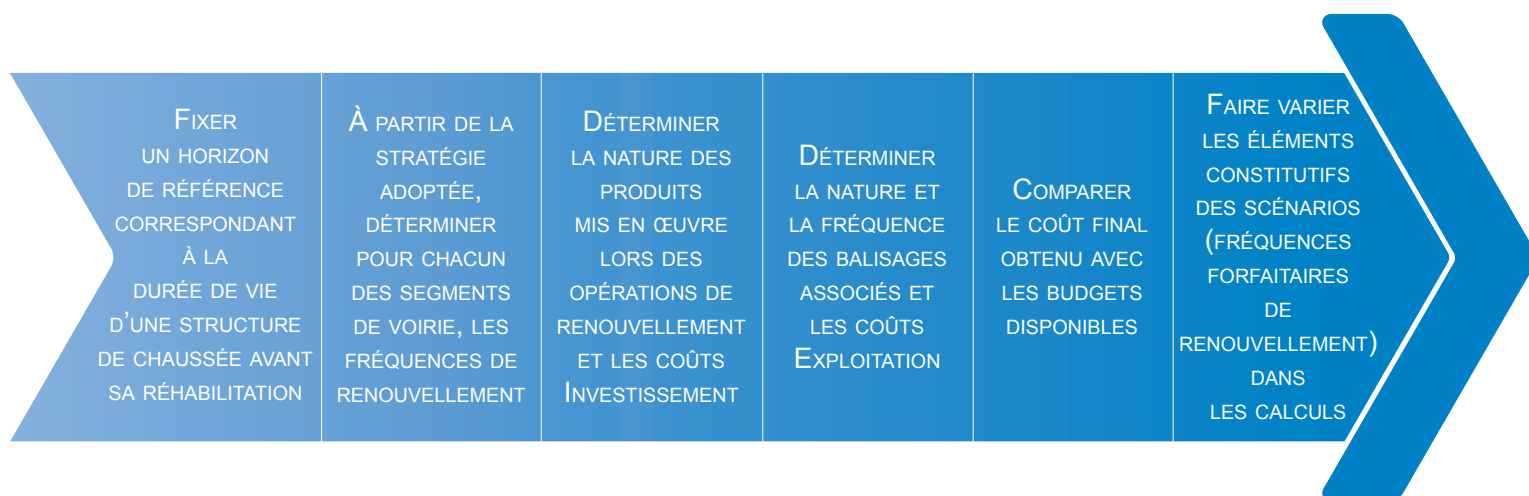 Fixer
un horizon
de référence
correspondant
à la
durée de vie
d'une structure
de chaussée avant
sa réhabilitation
À partir de la
stratégie
adoptée,
déterminer
pour chacun
des segments
de voirie, les
fréquences de
renouvellement
Déterminer
la nature des
produits
mis en œuvre
lors des
opérations de
renouvellement
et les coûts
Investissement
Déterminer
la nature et
la fréquence
des balisages
associés et
les coûts
Exploitation
Comparer
le coût final
obtenu avec
les budgets
disponibles
Faire varier
les éléments
constitutifs
des scénarios
(fréquences
forfaitaires
de
renouvellement)
dans
les calculs